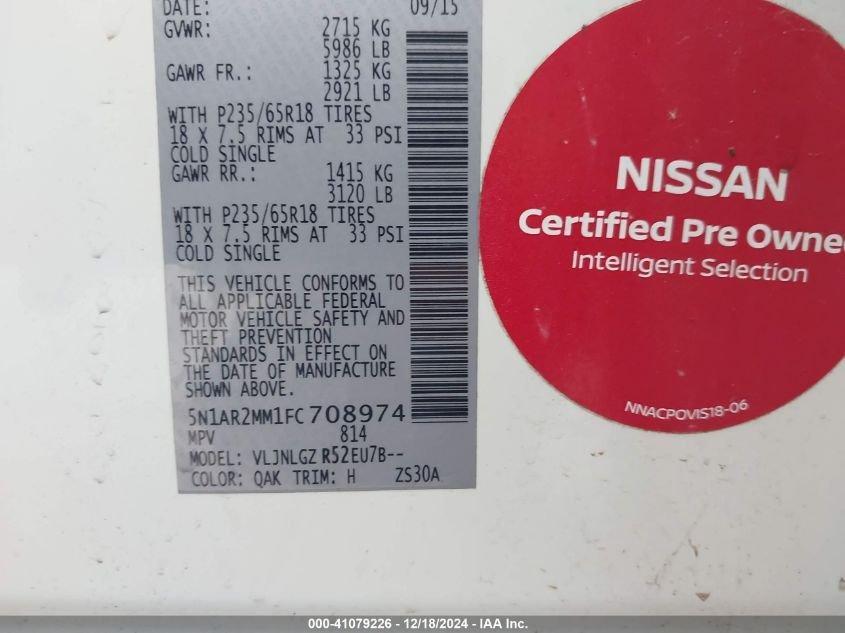 DATE: 09/15
GVWR: 2715 KG
5986 LB
GAWR FR.: 1325 KG
2921 LB
WITH P235/65R18 TIRES
18 X 7.5 RIMS AT 33 PSI
COLD SINGLE
GAWR RR.: 1415 KG
3120 LB
WITH P235/65R18 TIRES
18 X 7.5 RIMS AT 33 PSI
COLD SINGLE
THIS VEHICLE CONFORMS TO
ALL APPLICABLE FEDERAL
MOTOR VEHICLE SAFETY AND
THEFT PREVENTION
STANDARDS IN EFFECT ON
THE DATE OF MANUFACTURE
SHOWN ABOVE.
5N1AR2MM1FC708974
MPV 814
MODEL: VLJNLGZ R52EU7B--
COLOR: QAK TRIM: H ZS30A
NISSAN
Certified Pre Owne
Intelligent Selection
NNACPOVIS18-06
000-41079226 - 12/18/2024 - IAA Inc.